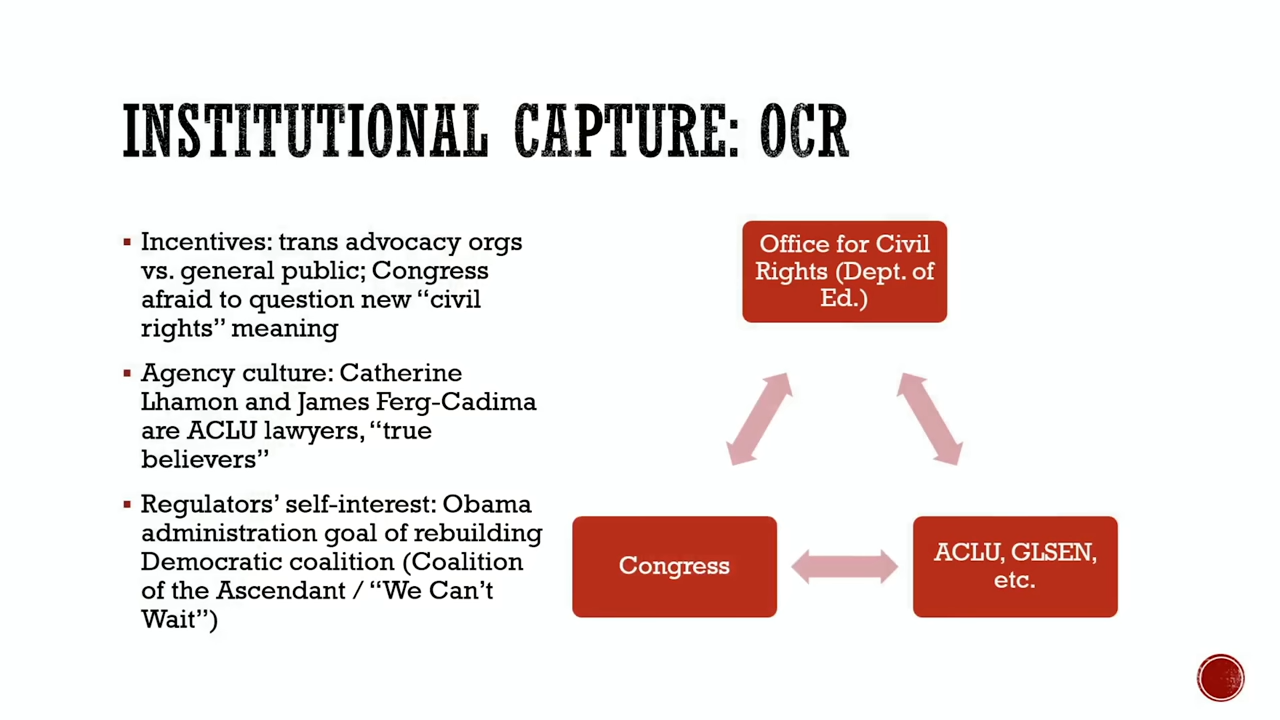 INSTITUTIONAL CAPTURE: OCR
Incentives: trans advocacy orgs
vs. general public; Congress
afraid to question new “civil
rights” meaning
Agency culture: Catherine
Lhamon and James Ferg-Cadima
are ACLU lawyers, “true
believers”
Regulators’ self-interest: Obama
administration goal of rebuilding
Democratic coalition (Coalition
of the Ascendant / “We Can’t
Wait”)
Office for Civil
Rights (Dept. of
Ed.)
Congress
ACLU, GLSEN,
etc.